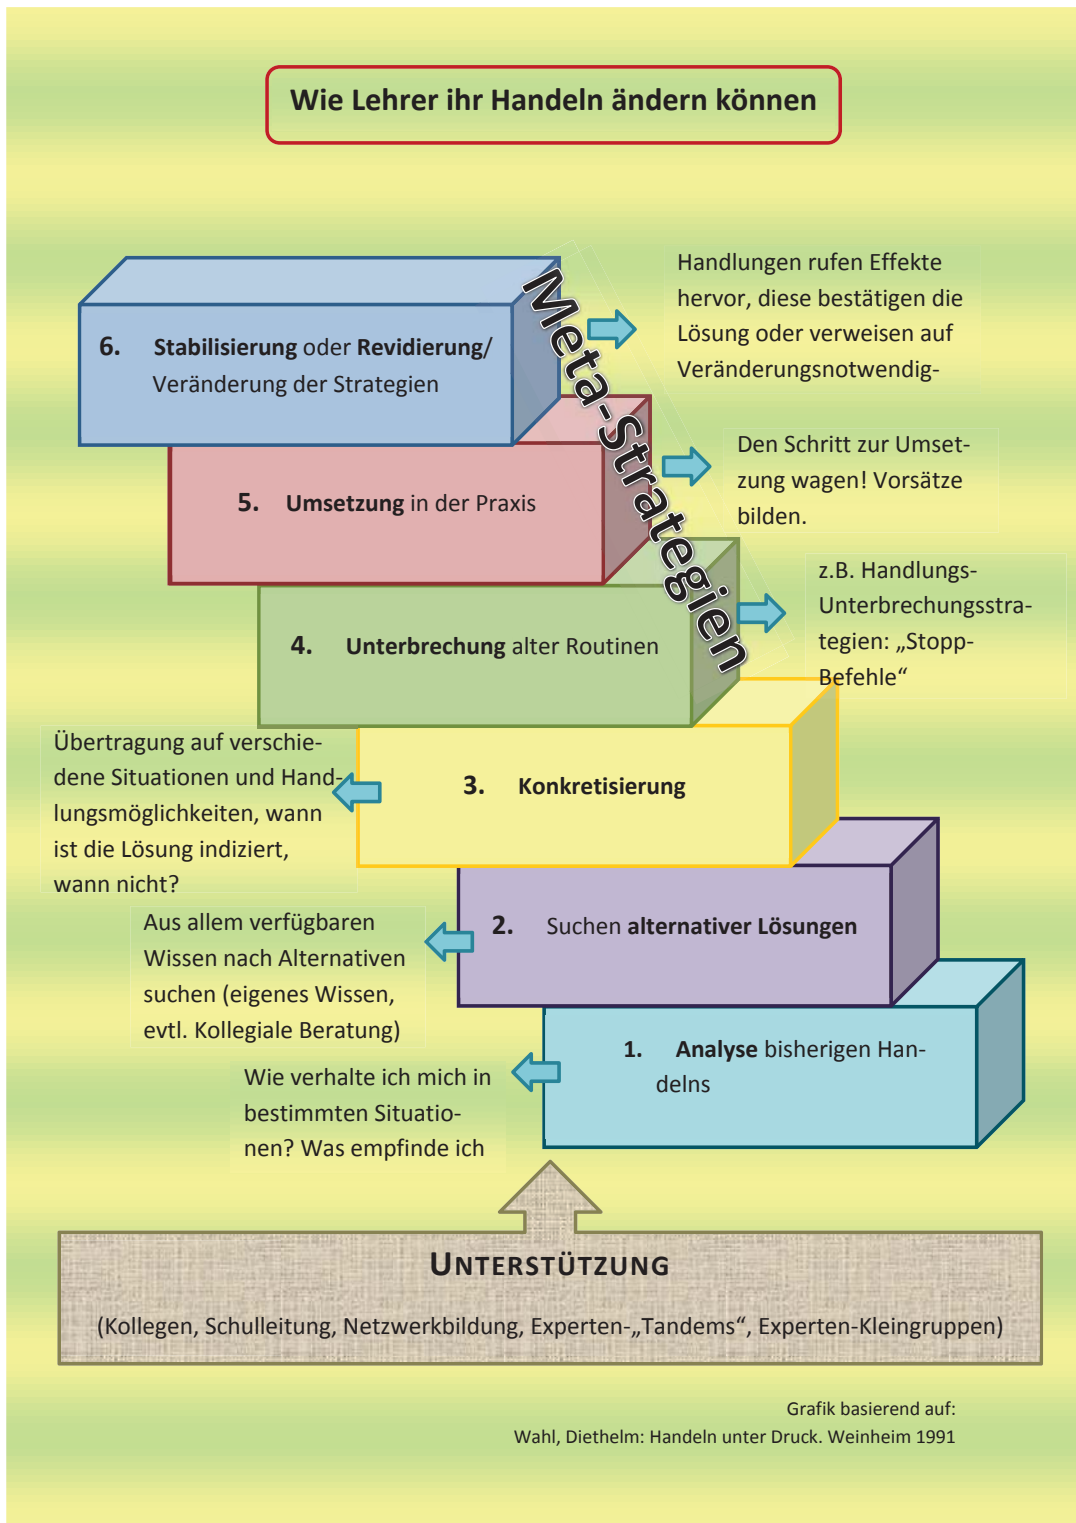 Wie Lehrer ihr Handeln ändern können
Meta-Strategien
Handlungen rufen Effekte
hervor, diese bestätigen die
Lösung oder verweisen auf
Veränderungsnotwendig-
6. Stabilisierung oder Revidierung/
Veränderung der Strategien
Den Schritt zur Umset-
zung wagen! Vorsätze
bilden.
5. Umsetzung in der Praxis
z.B. Handlungs-
Unterbrechungsstra-
tegien: „Stopp-
Befehle“
4. Unterbrechung alter Routinen
Übertragung auf verschie-
dene Situationen und Hand-
lungsmöglichkeiten, wann
ist die Lösung indiziert,
wann nicht?
3. Konkretisierung
Aus allem verfügbaren
Wissen nach Alternativen
suchen (eigenes Wissen,
evtl. Kollegiale Beratung)
2. Suchen alternativer Lösungen
Wie verhalte ich mich in
bestimmten Situatio-
nen? Was empfinde ich
1. Analyse bisherigen Han-
delns
UNTERSTÜTZUNG
(Kollegen, Schulleitung, Netzwerkbildung, Experten-„Tandems“, Experten-Kleingruppen)
Grafik basierend auf:
Wahl, Diethelm: Handeln unter Druck. Weinheim 1991